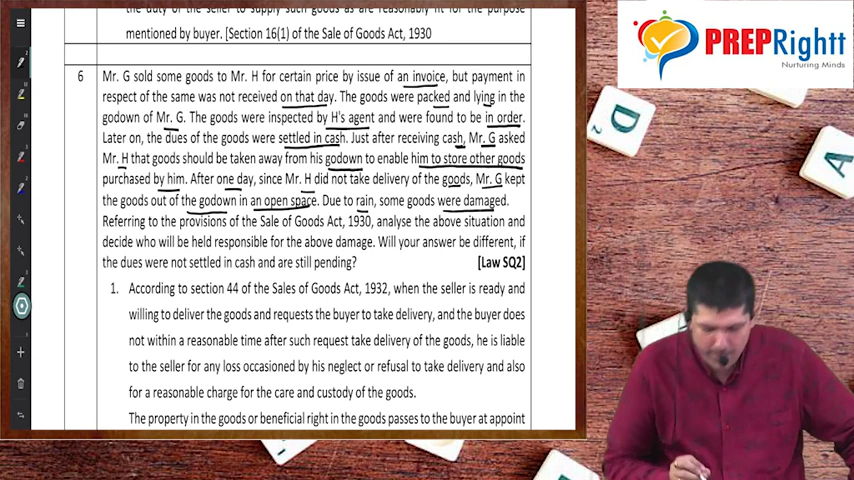 the duty of the seller to supply such goods as are reasonably fit for the purpose
mentioned by buyer. [Section 16(1) of the Sale of Goods Act, 1930
6
Mr. G sold some goods to Mr. H for certain price by issue of an invoice, but payment in
respect of the same was not received on that day. The goods were packed and lying in the
godown of Mr. G. The goods were inspected by H's agent and were found to be in order.
Later on, the dues of the goods were settled in cash. Just after receiving cash, Mr. G asked
Mr. H that goods should be taken away from his godown to enable him to store other goods
purchased by him. After one day, since Mr. H did not take delivery of the goods, Mr. G kept
the goods out of the godown in an open space. Due to rain, some goods were damaged.
Referring to the provisions of the Sale of Goods Act, 1930, analyse the above situation and
decide who will be held responsible for the above damage. Will your answer be different, if
the dues were not settled in cash and are still pending? [Law SQ2]
1. According to section 44 of the Sales of Goods Act, 1932, when the seller is ready and
willing to deliver the goods and requests the buyer to take delivery, and the buyer does
not within a reasonable time after such request take delivery of the goods, he is liable
to the seller for any loss occasioned by his neglect or refusal to take delivery and also
for a reasonable charge for the care and custody of the goods.
The property in the goods or beneficial right in the goods passes to the buyer at appoint
PREPRightt
Nurturing Minds
D
2
A